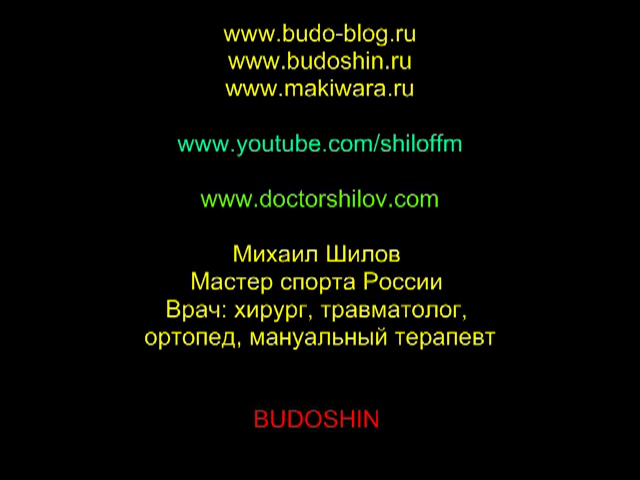 www.budo-blog.ru
www.budoshin.ru
www.makiwara.ru
www.youtube.com/shiloffm
www.doctorshilov.com
Михаил Шилов
Мастер спорта России
Врач: хирург, травматолог,
ортопед, мануальный терапевт
BUDOSHIN